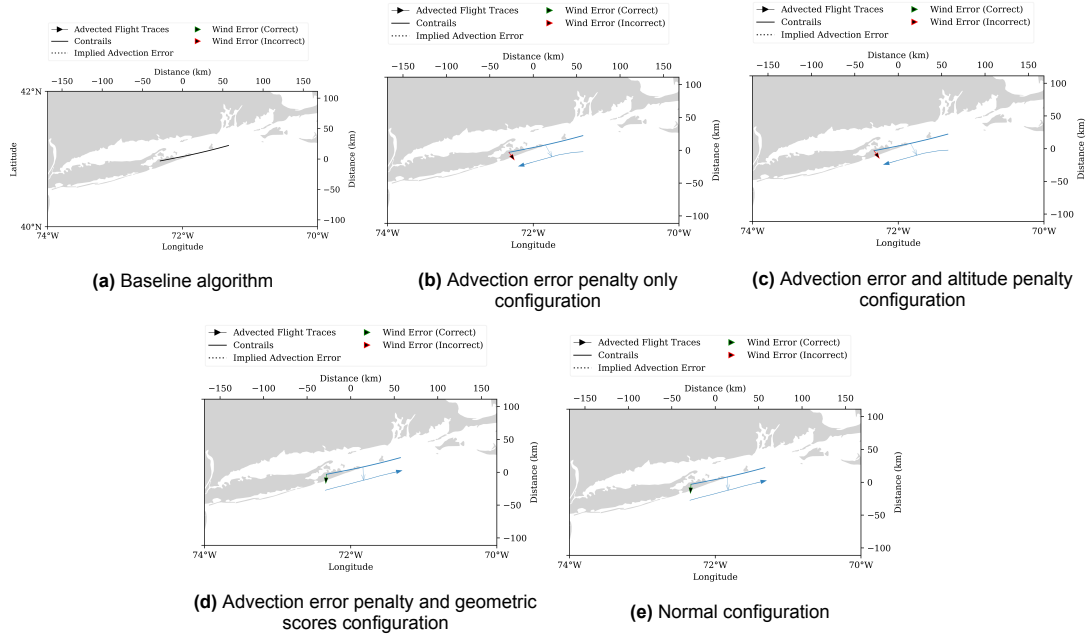 Advected Flight Traces
Contrails
Implied Advection Error
Wind Error (Correct)
Wind Error (Incorrect)
Distance (km)
−150 −100 −50 0 50 100 150
42°N
40°N
Latitude
100
50
0
−50
−100
Distance (km)
74°W 72°W 70°W
Longitude
(a) Baseline algorithm
Advected Flight Traces
Contrails
Implied Advection Error
Wind Error (Correct)
Wind Error (Incorrect)
Distance (km)
−150 −100 −50 0 50 100 150
100
50
0
−50
−100
Distance (km)
74°W 72°W 70°W
Longitude
(b) Advection error penalty only
configuration
Advected Flight Traces
Contrails
Implied Advection Error
Wind Error (Correct)
Wind Error (Incorrect)
Distance (km)
−150 −100 −50 0 50 100 150
100
50
0
−50
−100
Distance (km)
74°W 72°W 70°W
Longitude
(c) Advection error and altitude penalty
configuration
Advected Flight Traces
Contrails
Implied Advection Error
Wind Error (Correct)
Wind Error (Incorrect)
Distance (km)
−150 −100 −50 0 50 100 150
100
50
0
−50
−100
Distance (km)
74°W 72°W 70°W
Longitude
(d) Advection error penalty and geometric
scores configuration
Advected Flight Traces
Contrails
Implied Advection Error
Wind Error (Correct)
Wind Error (Incorrect)
Distance (km)
−150 −100 −50 0 50 100 150
100
50
0
−50
−100
Distance (km)
74°W 72°W 70°W
Longitude
(e) Normal configuration